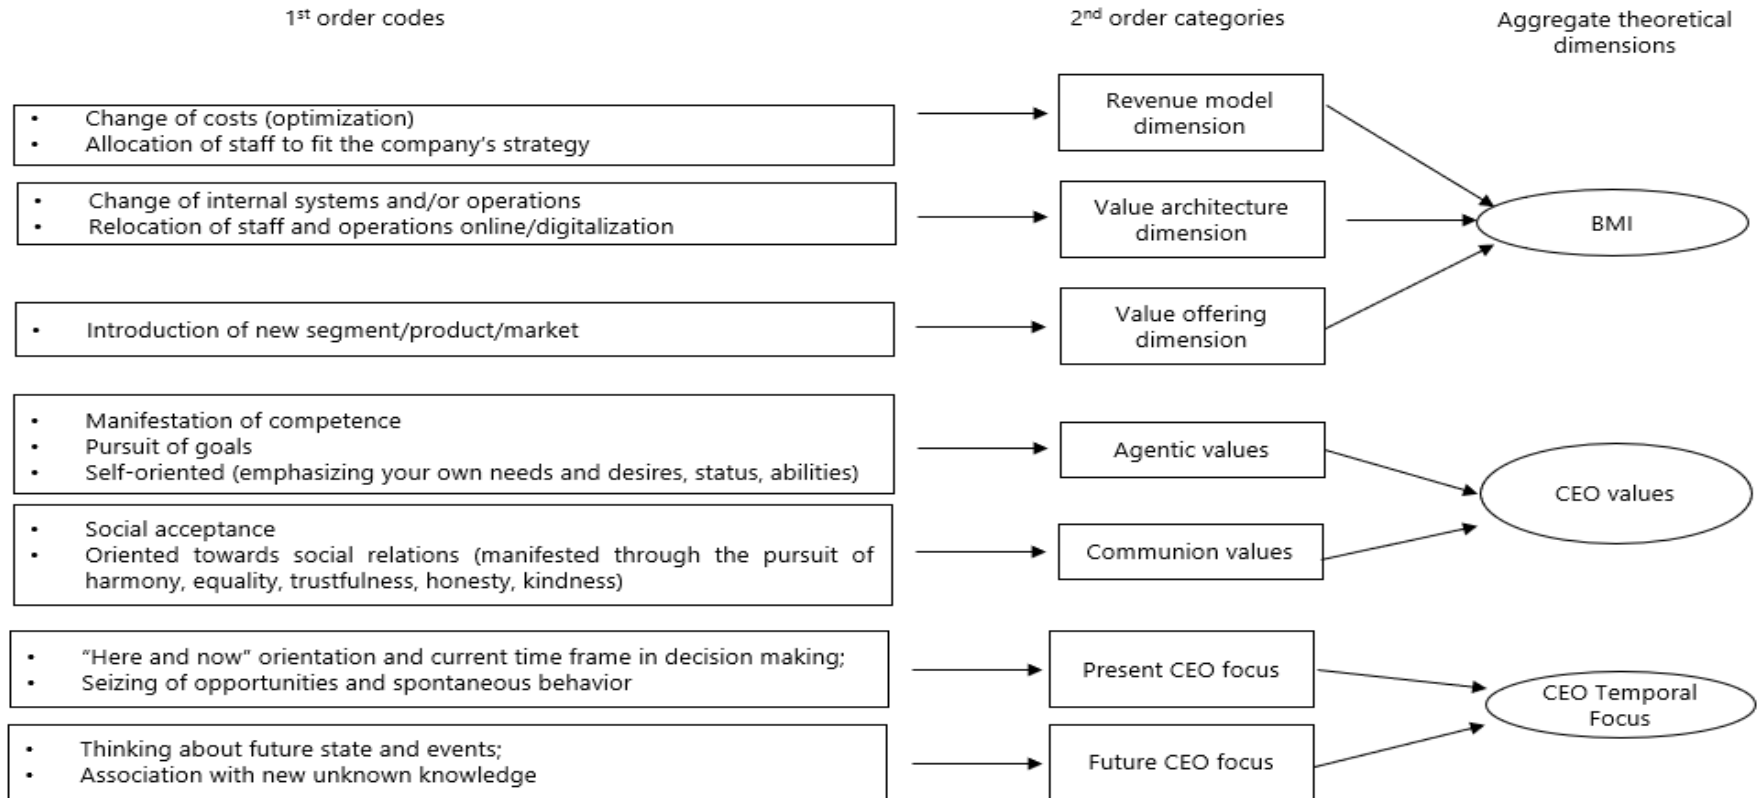 1st order codes
2nd order categories
Aggregate theoretical
dimensions
• Change of costs (optimization)
• Allocation of staff to fit the company's strategy
Revenue model
dimension
• Change of internal systems and/or operations
• Relocation of staff and operations online/digitalization
Value architecture
dimension
BMI
• Introduction of new segment/product/market
Value offering
dimension
• Manifestation of competence
• Pursuit of goals
• Self-oriented (emphasizing your own needs and desires, status, abilities)
Agentic values
CEO values
• Social acceptance
• Oriented towards social relations (manifested through the pursuit of
harmony, equality, trustfulness, honesty, kindness)
Communion values
• “Here and now” orientation and current time frame in decision making;
• Seizing of opportunities and spontaneous behavior
Present CEO focus
CEO Temporal
Focus
• Thinking about future state and events;
• Association with new unknown knowledge
Future CEO focus